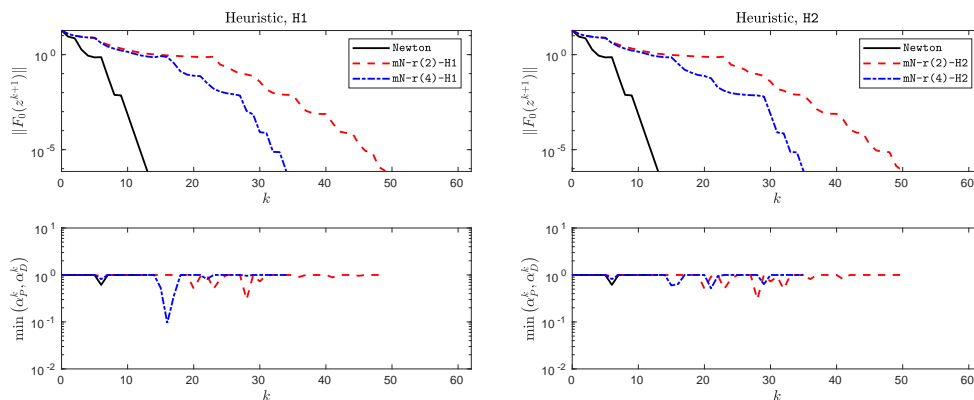 Heuristic, H1
||F₀(z^{k+1})||
10⁰
10⁻⁵
Newton
mN-r(2)-H1
mN-r(4)-H1
0 10 20 30 40 50 60
k
Heuristic, H2
||F₀(z^{k+1})||
10⁰
10⁻⁵
Newton
mN-r(2)-H2
mN-r(4)-H2
0 10 20 30 40 50 60
k
min (α_P^k, α_D^k)
10¹
10⁰
10⁻¹
10⁻²
0 10 20 30 40 50 60
k
min (α_P^k, α_D^k)
10¹
10⁰
10⁻¹
10⁻²
0 10 20 30 40 50 60
k